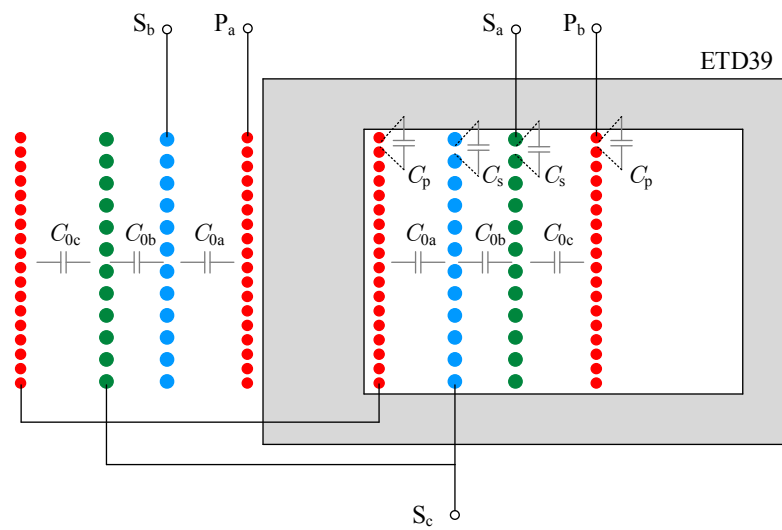 S_b P_a S_a P_b
ETD39
C_p C_s C_s C_p
C_0c C_0b C_0a C_0a C_0b C_0c
S_c